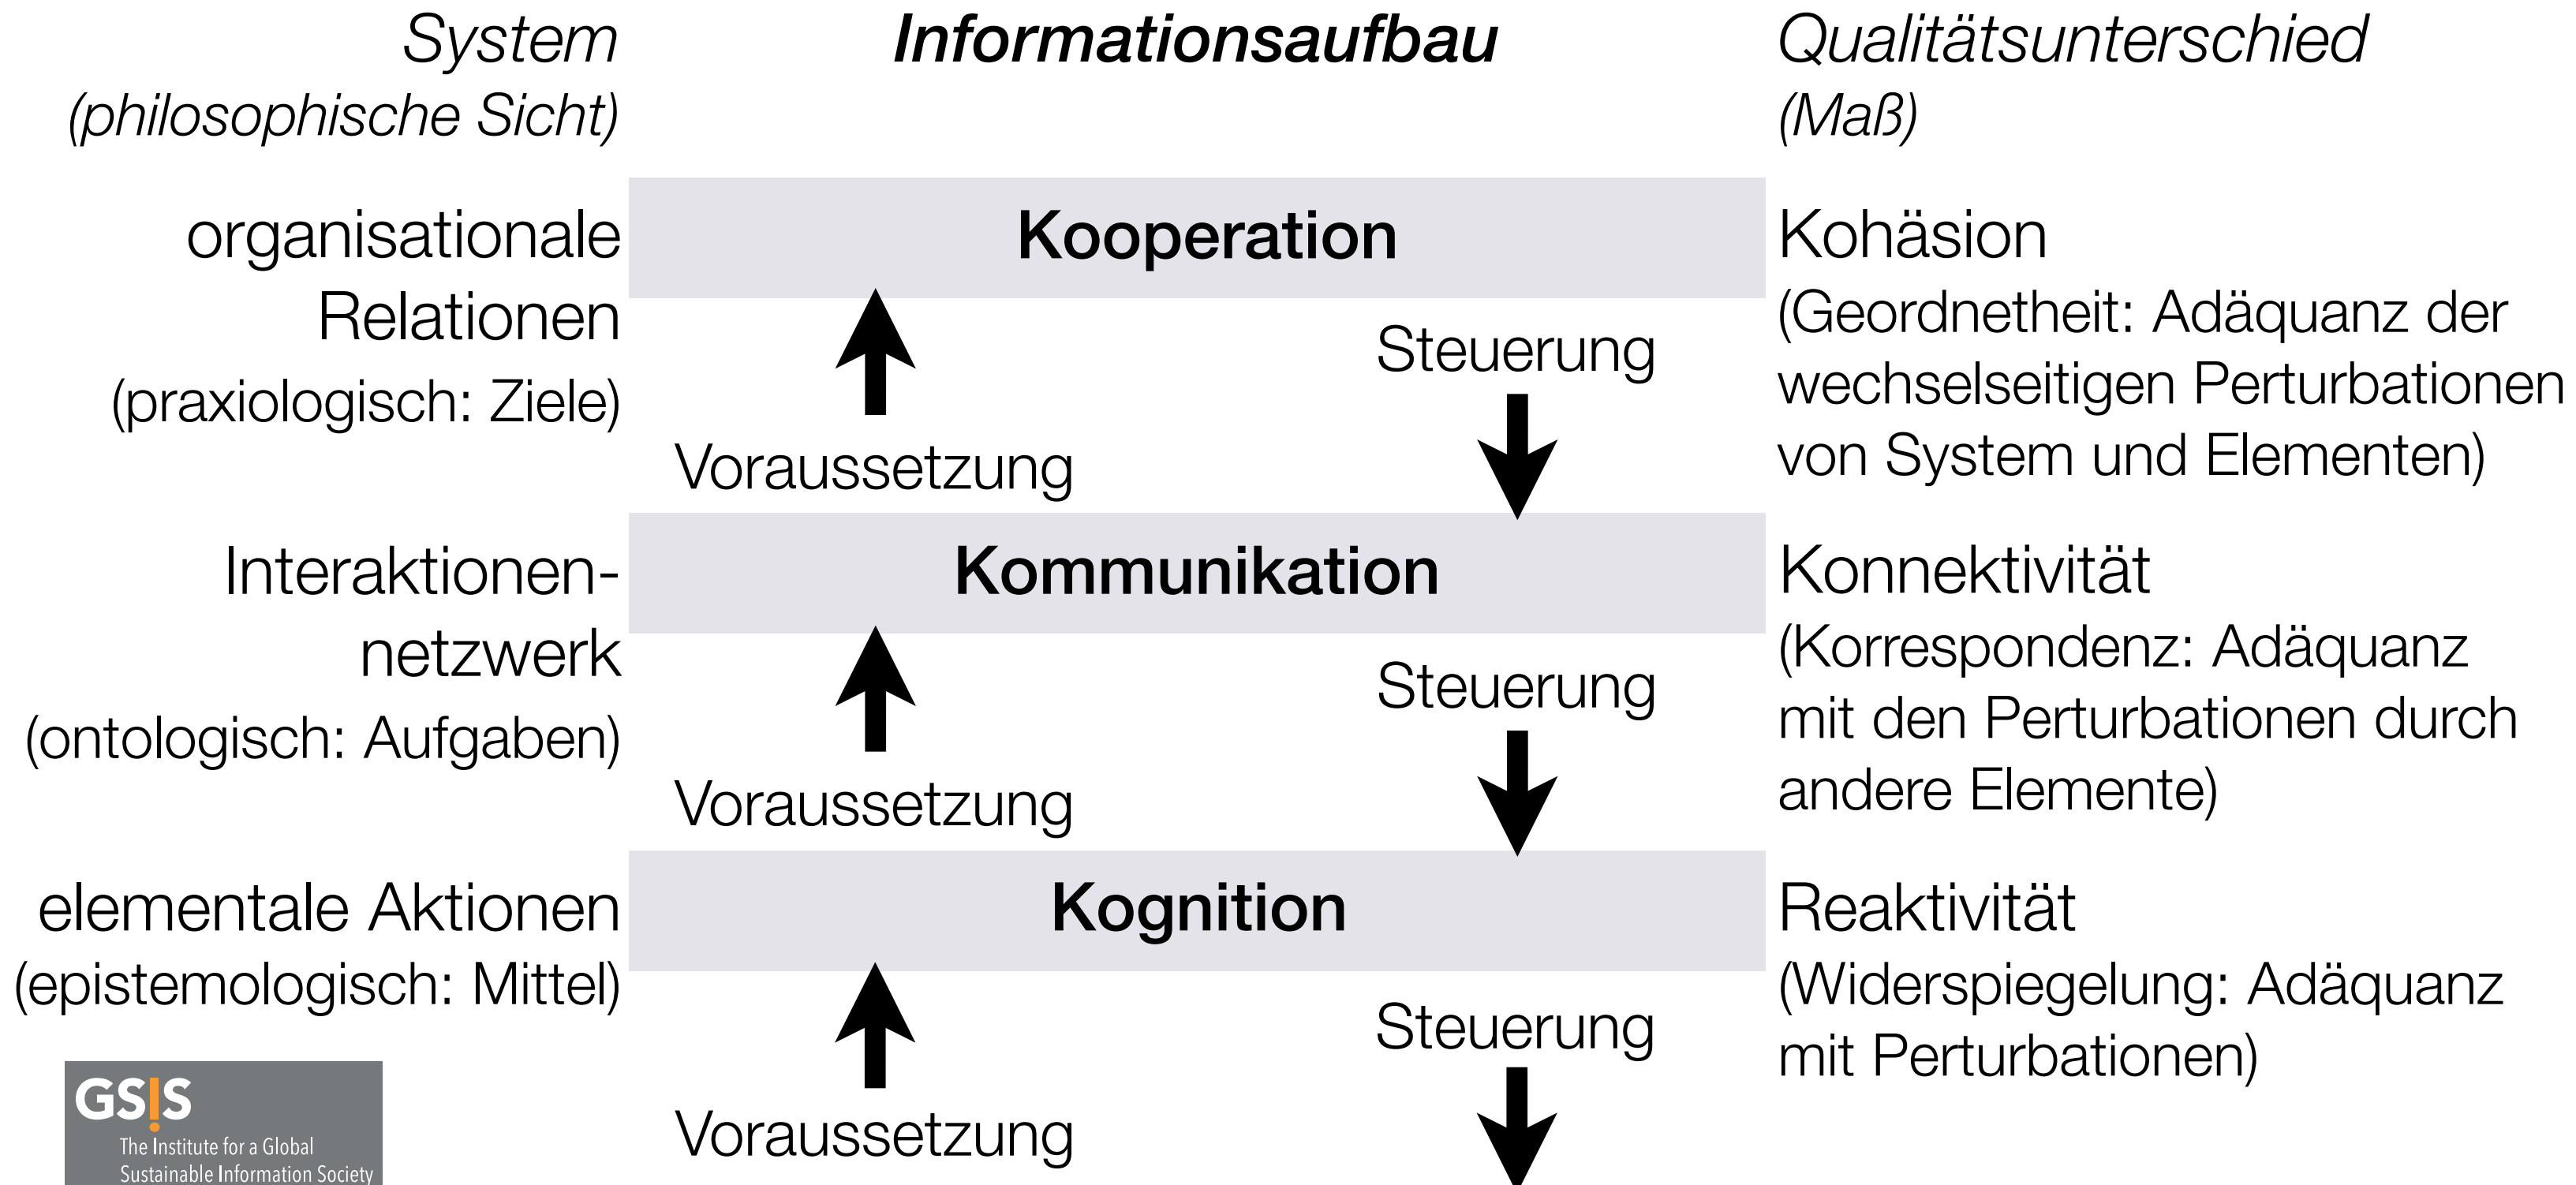 System
(philosophische Sicht)
Informationsaufbau
Qualitätsunterschied
(Maß)
organisationale
Relationen
(praxiologisch: Ziele)
Kooperation
Voraussetzung
Steuerung
Kohäsion
(Geordnetheit: Adäquanz der
wechselseitigen Perturbationen
von System und Elementen)
Interaktionen-
netzwerk
(ontologisch: Aufgaben)
Kommunikation
Voraussetzung
Steuerung
Konnektivität
(Korrespondenz: Adäquanz
mit den Perturbationen durch
andere Elemente)
elementale Aktionen
(epistemologisch: Mittel)
Kognition
Voraussetzung
Steuerung
Reaktivität
(Widerspiegelung: Adäquanz
mit Perturbationen)
GS!S
The Institute for a Global
Sustainable Information Society